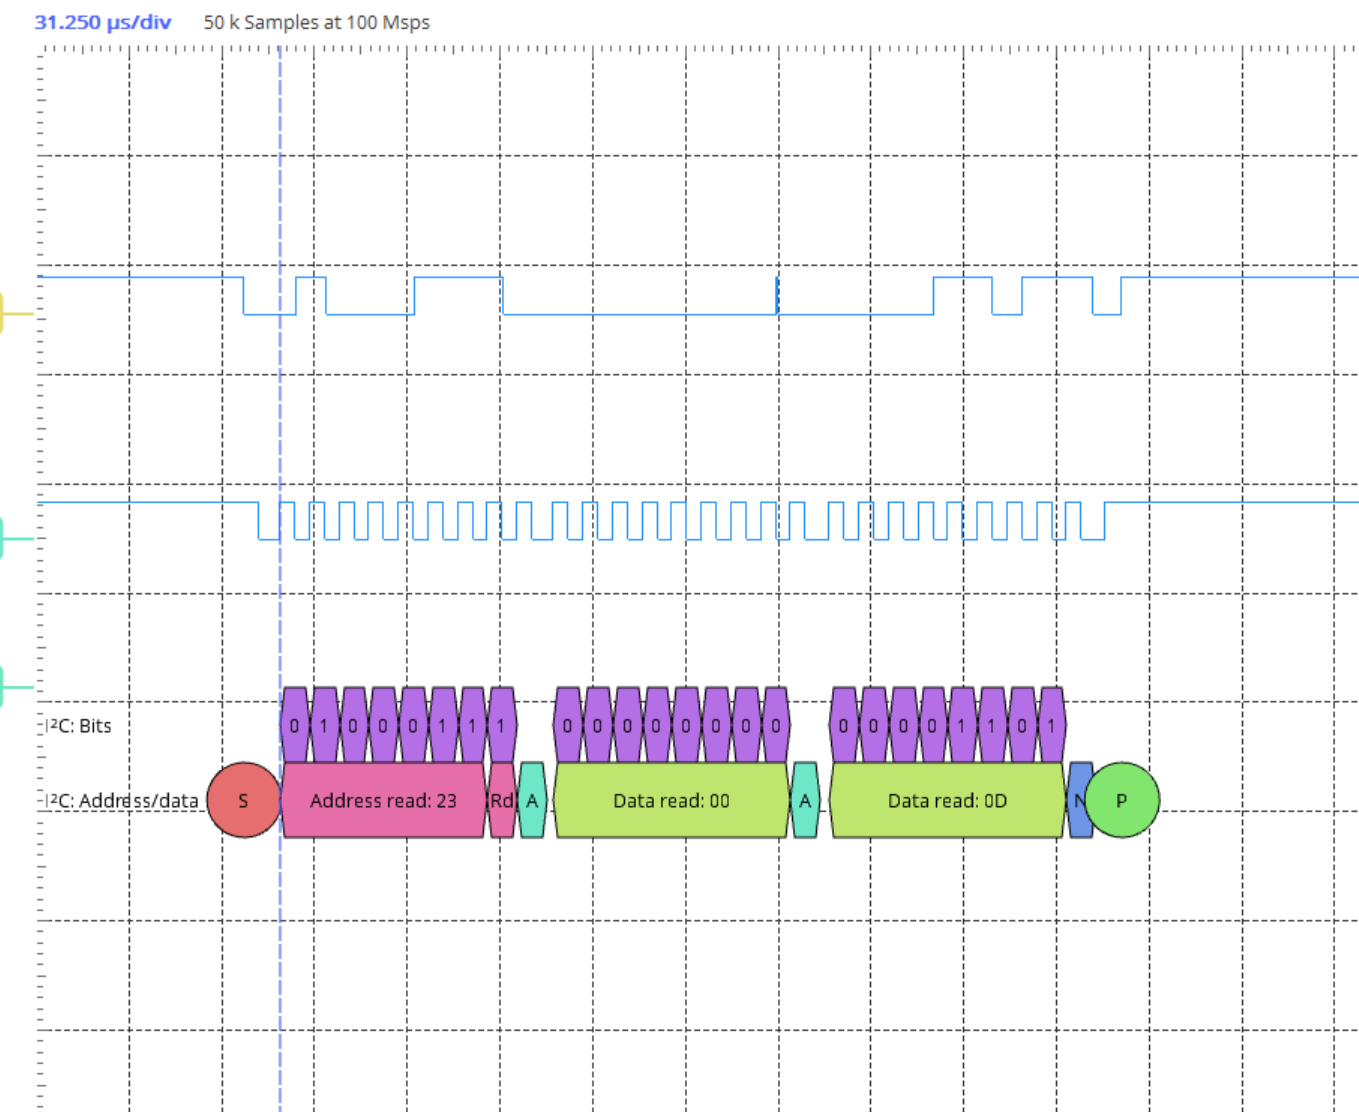 31.250 µs/div 50 k Samples at 100 Msps
I²C: Bits 0 1 0 0 0 1 1 1 0 0 0 0 0 0 0 0 0 0 0 0 1 1 0 1
I²C: Address/data S Address read: 23 Rd A Data read: 00 A Data read: 0D N P